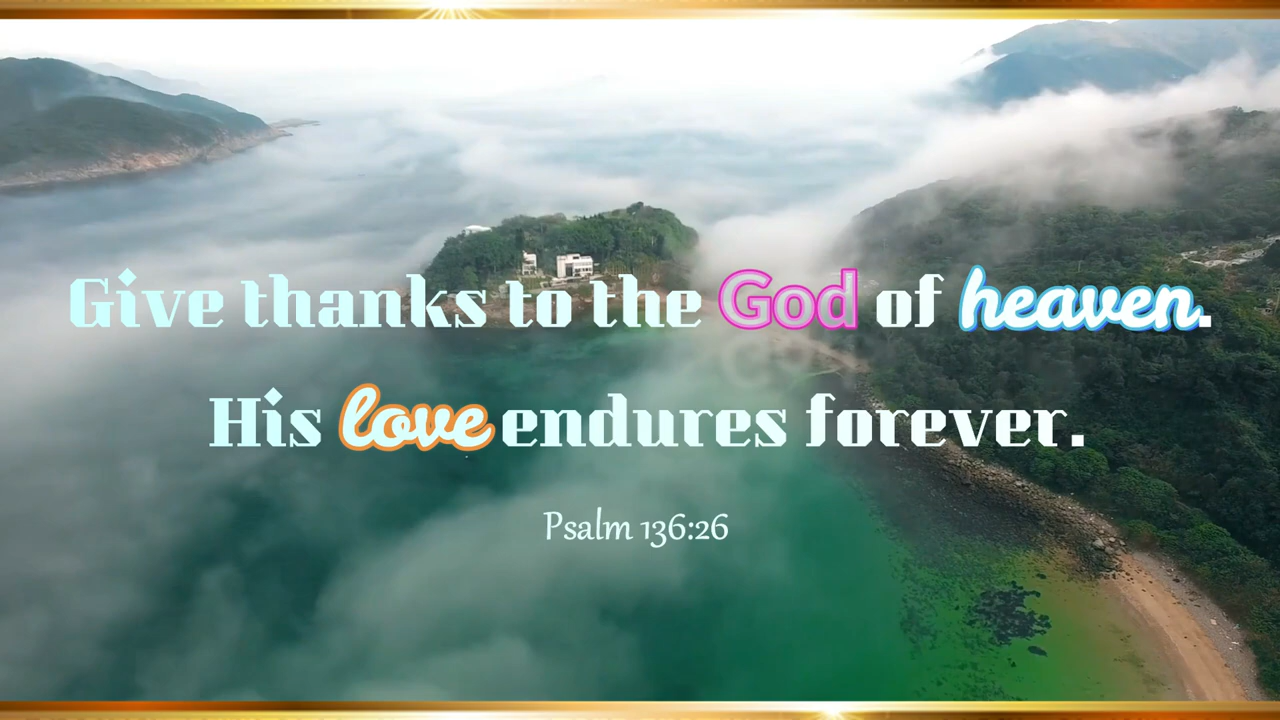 Give thanks to the God of heaven.
His love endures forever.
Psalm 136:26